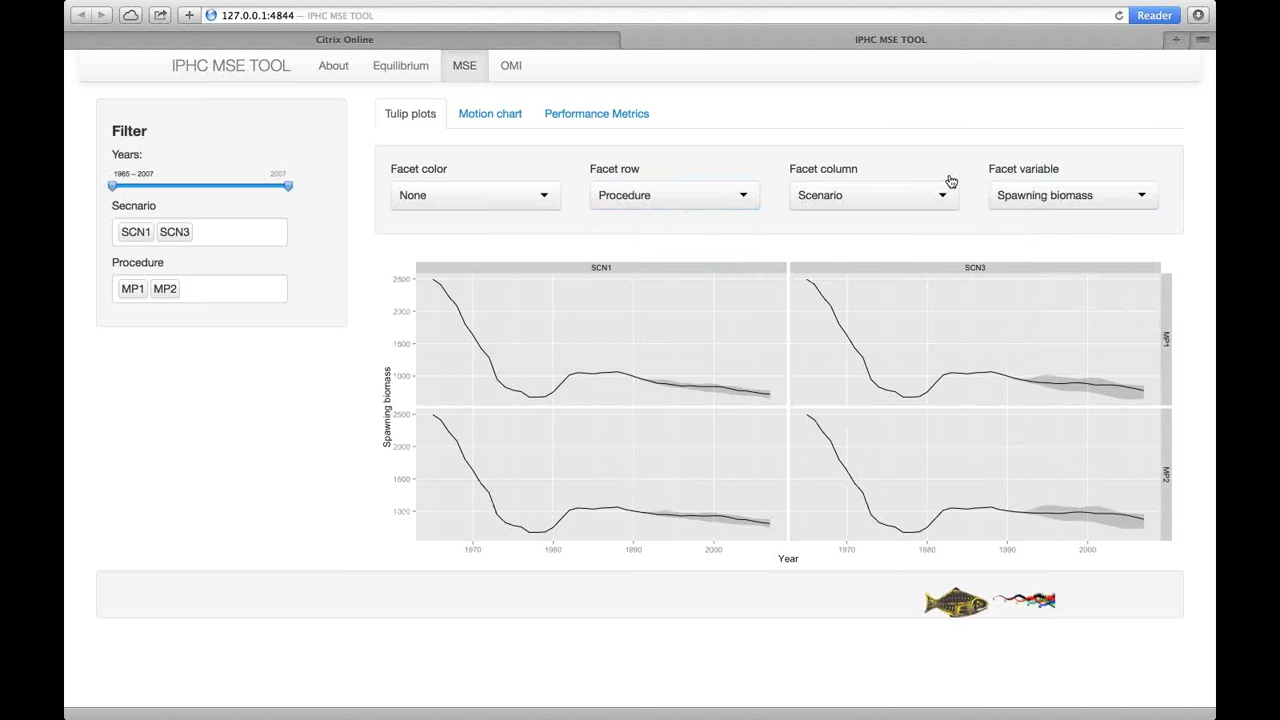 127.0.0.1:4844 — IPHC MSE TOOL
Reader
Citrix Online
IPHC MSE TOOL
IPHC MSE TOOL About Equilibrium MSE OMI
Filter
Years:
1965 – 2007 2007
Secnario
SCN1 SCN3
Procedure
MP1 MP2
Tulip plots Motion chart Performance Metrics
Facet color Facet row Facet column Facet variable
None Procedure Scenario Spawning biomass
SCN1 SCN3
2500
2000
1500
1000
MP1
2500
2000
1500
1000
MP2
Spawning biomass
1970 1980 1990 2000 1970 1980 1990 2000
Year